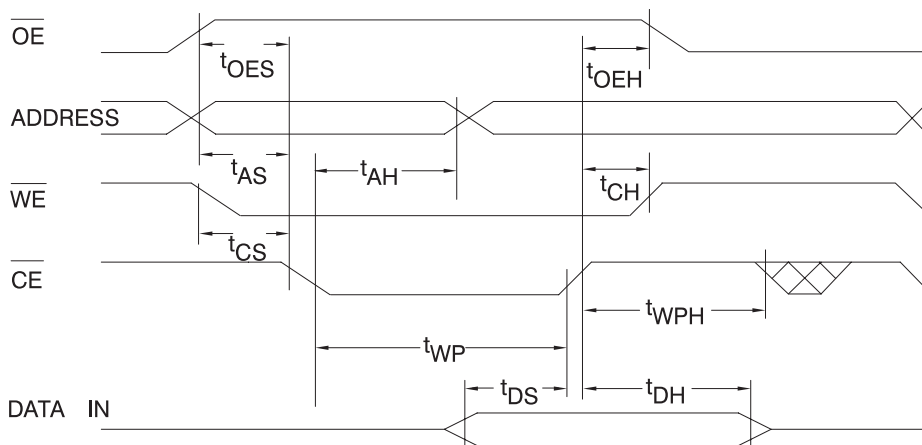 OE
tOES tOEH
ADDRESS
tAS tAH tCH
WE
tCS
CE
tWPH
tWP
tDS tDH
DATA IN